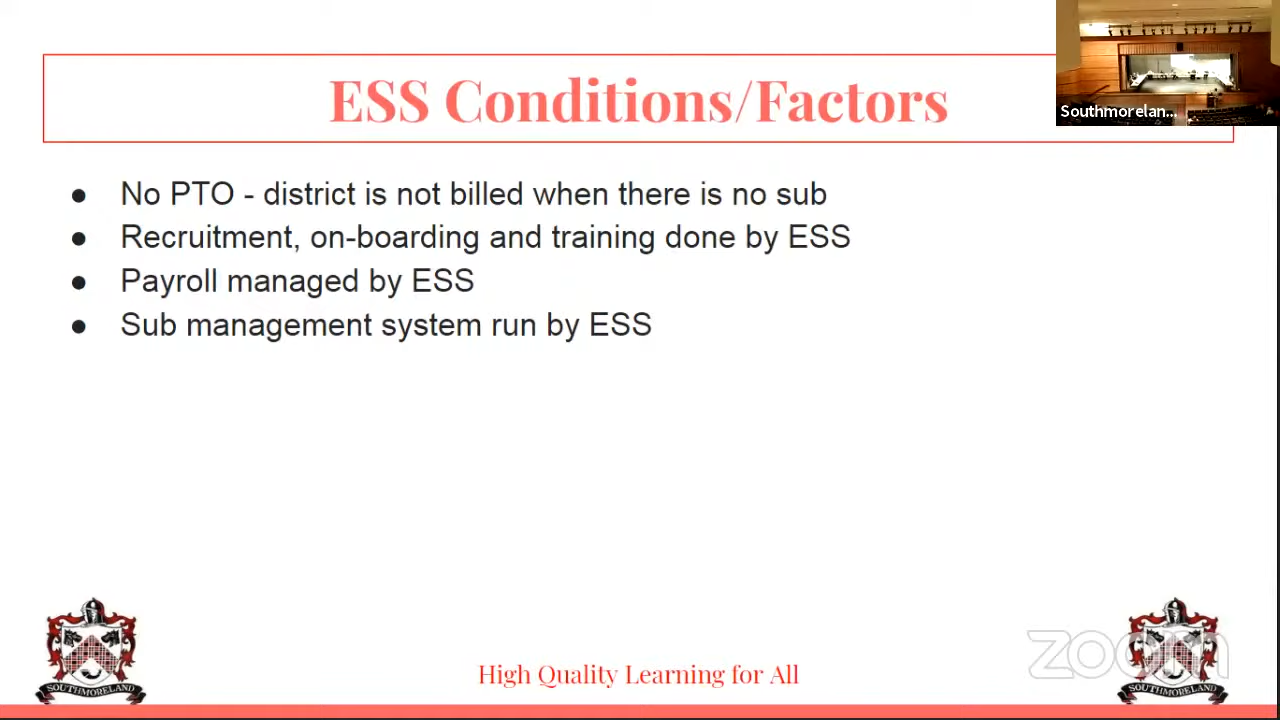 ESS Conditions/Factors
Southmorelan...
● No PTO - district is not billed when there is no sub
● Recruitment, on-boarding and training done by ESS
● Payroll managed by ESS
● Sub management system run by ESS
SOUTHMORELAND
High Quality Learning for All
zoom
SOUTHMORELAND